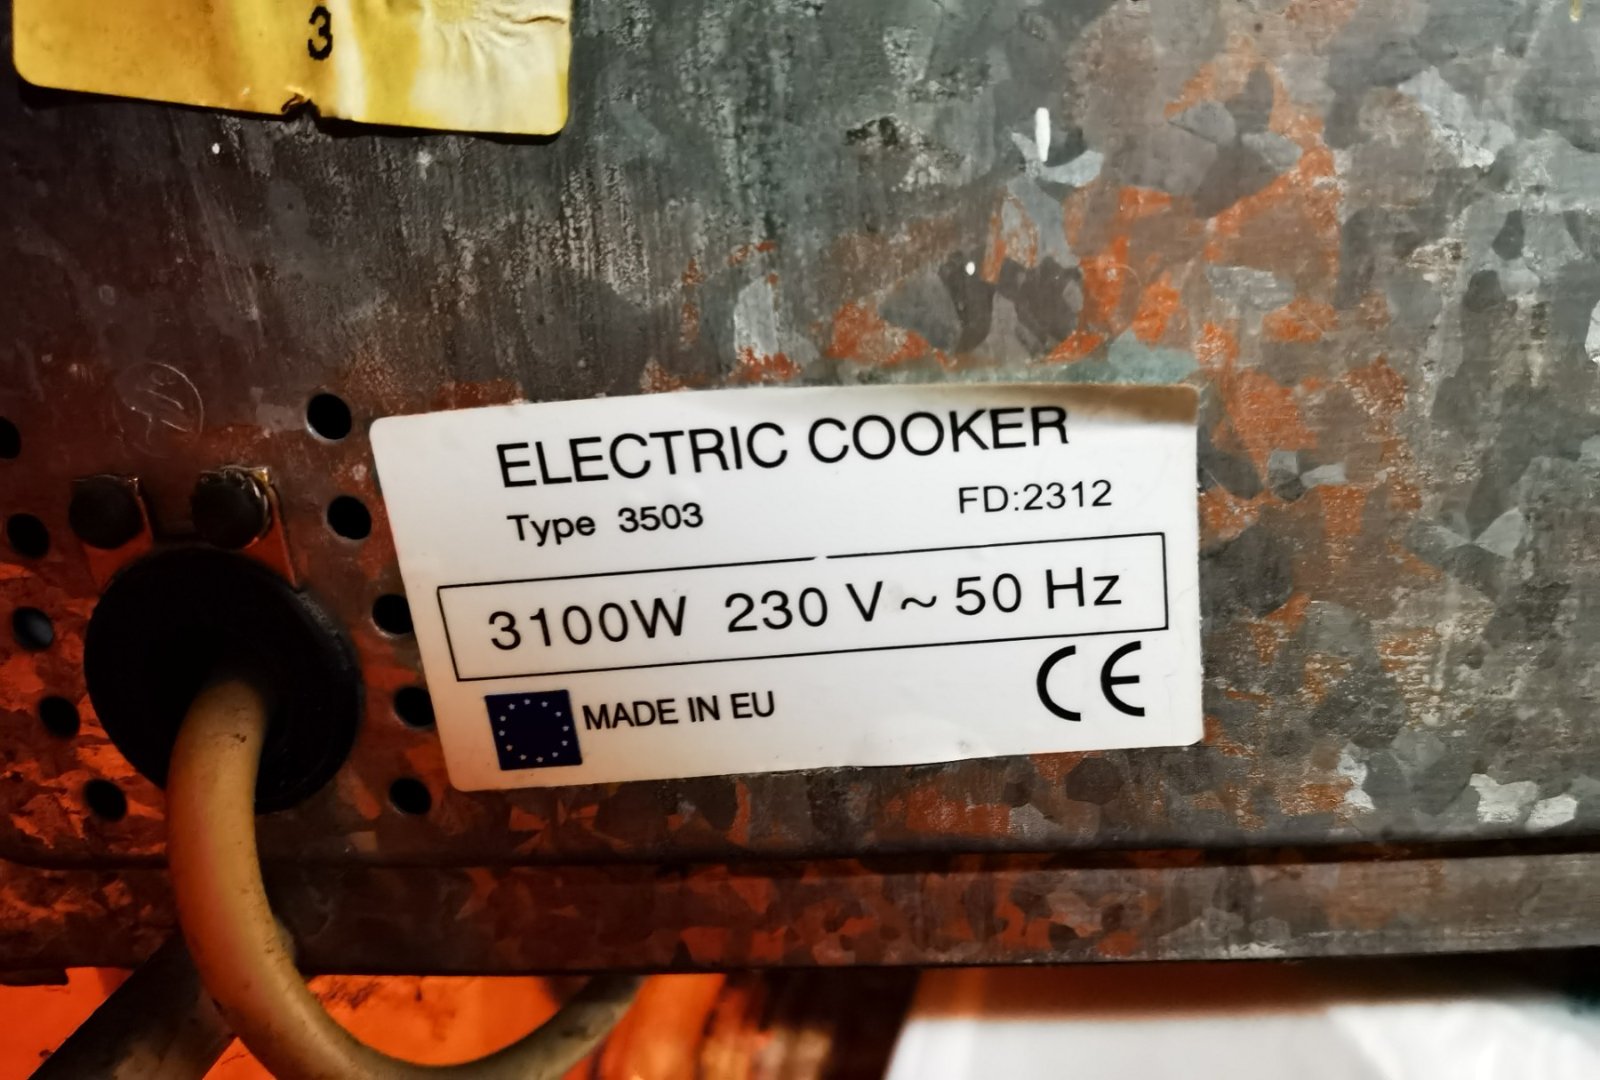 3
ELECTRIC COOKER
Type 3503 FD:2312
3100W 230 V ~ 50 Hz
MADE IN EU CE